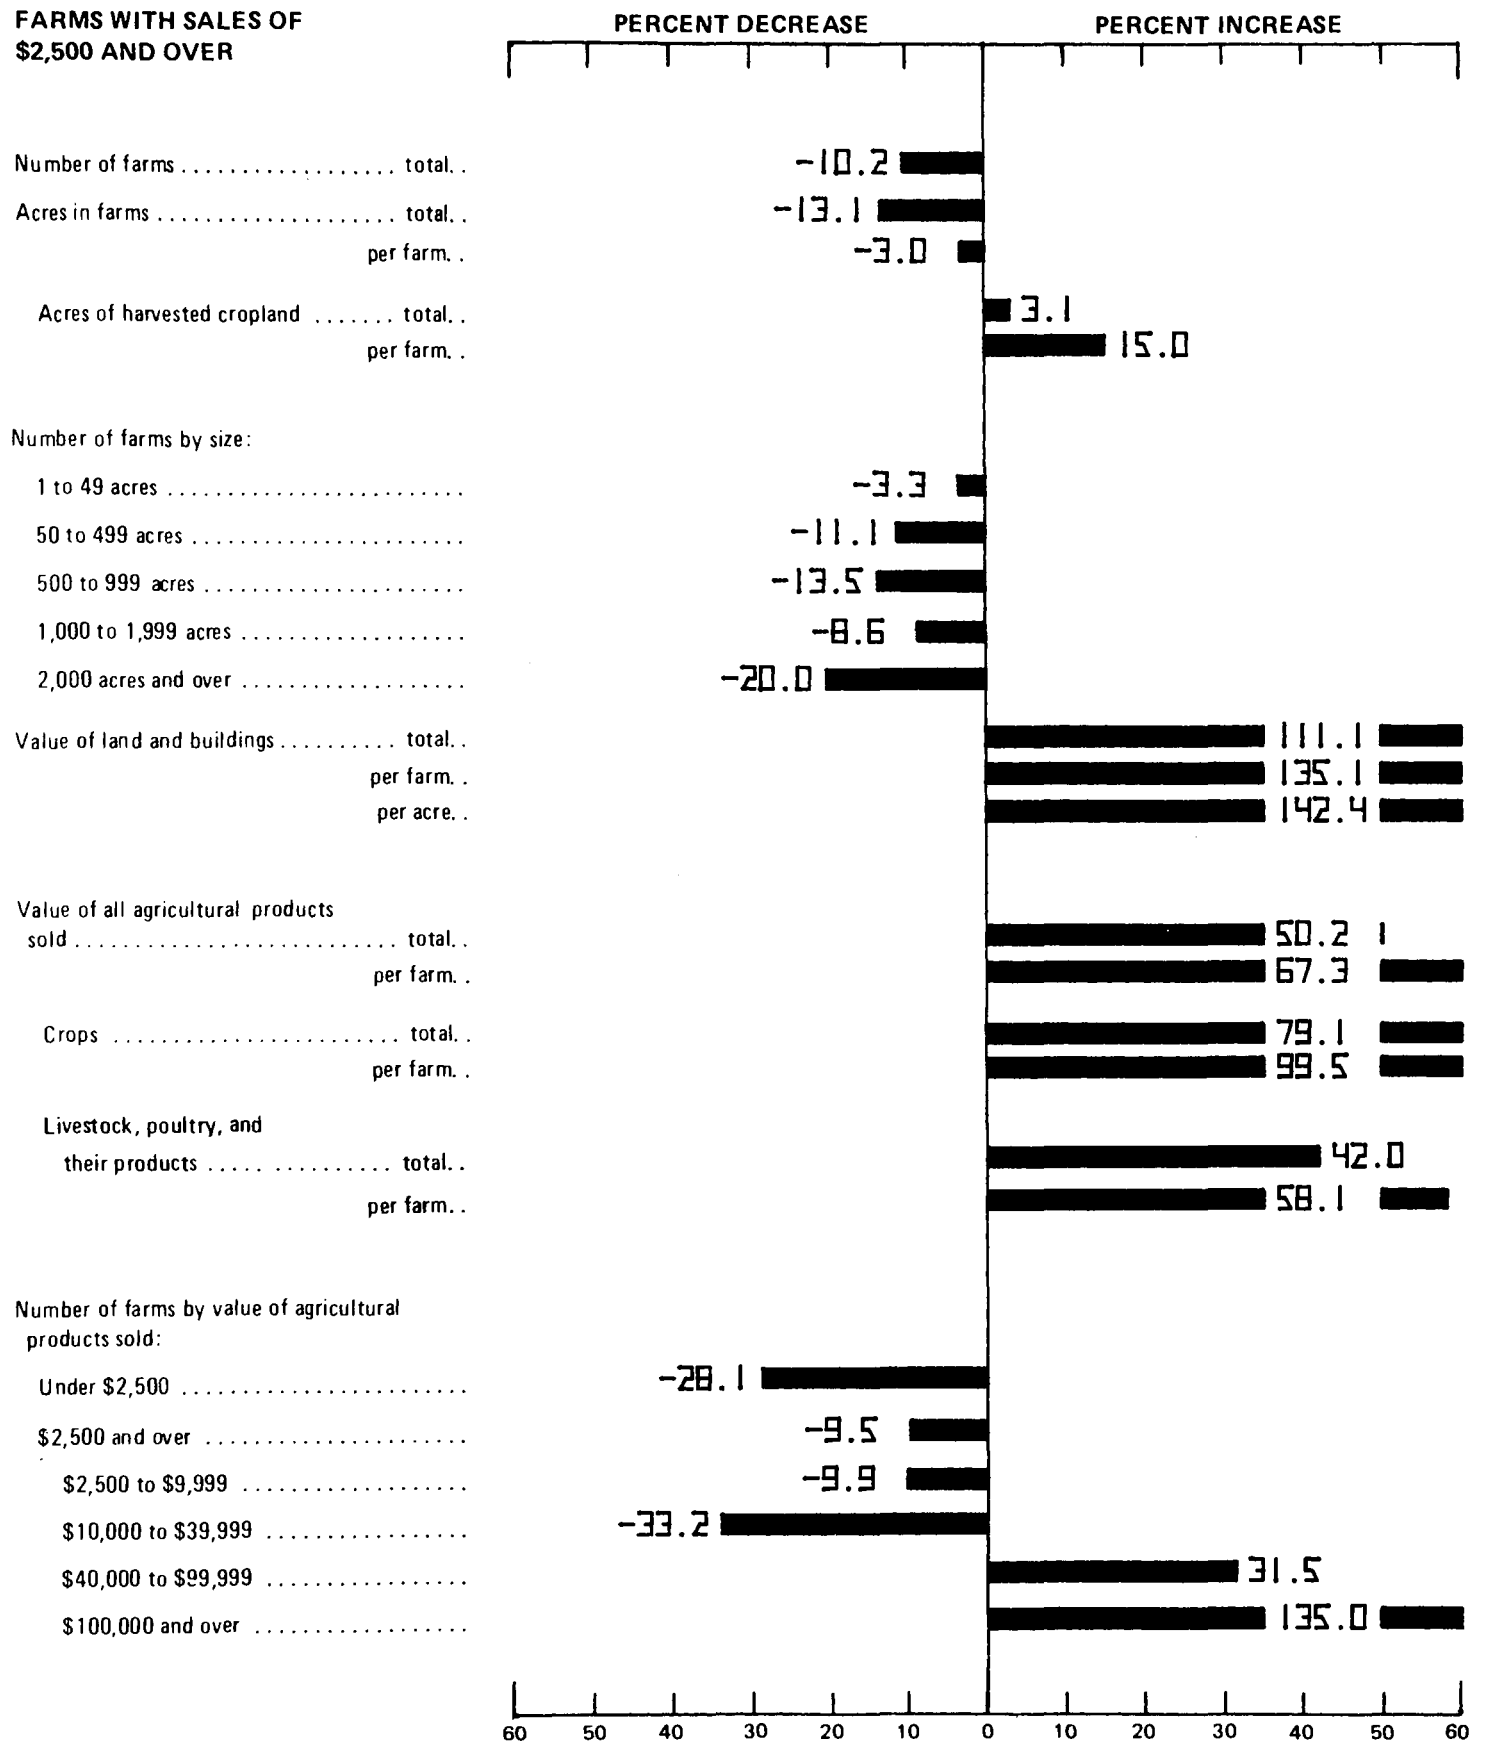 FARMS WITH SALES OF
$2,500 AND OVER
PERCENT DECREASE
PERCENT INCREASE
Number of farms .................. total. . -10.2
Acres in farms .................... total. . -13.1
per farm. . -3.0
Acres of harvested cropland ....... total. . 3.1
per farm. . 15.0
Number of farms by size:
1 to 49 acres ......................... -3.3
50 to 499 acres ....................... -11.1
500 to 999 acres ...................... -13.5
1,000 to 1,999 acres ................... -8.6
2,000 acres and over ................... -20.0
Value of land and buildings .......... total. . 111.1
per farm. . 135.1
per acre. . 142.4
Value of all agricultural products
sold ........................... total. . 50.2
per farm. . 67.3
Crops ........................ total. . 79.1
per farm. . 99.5
Livestock, poultry, and
their products ............... total. . 42.0
per farm. . 58.1
Number of farms by value of agricultural
products sold:
Under $2,500 ........................ -28.1
$2,500 and over ...................... -9.5
$2,500 to $9,999 ................... -9.9
$10,000 to $39,999 ................. -33.2
$40,000 to $99,999 ................. 31.5
$100,000 and over .................. 135.0
60 50 40 30 20 10 0 10 20 30 40 50 60